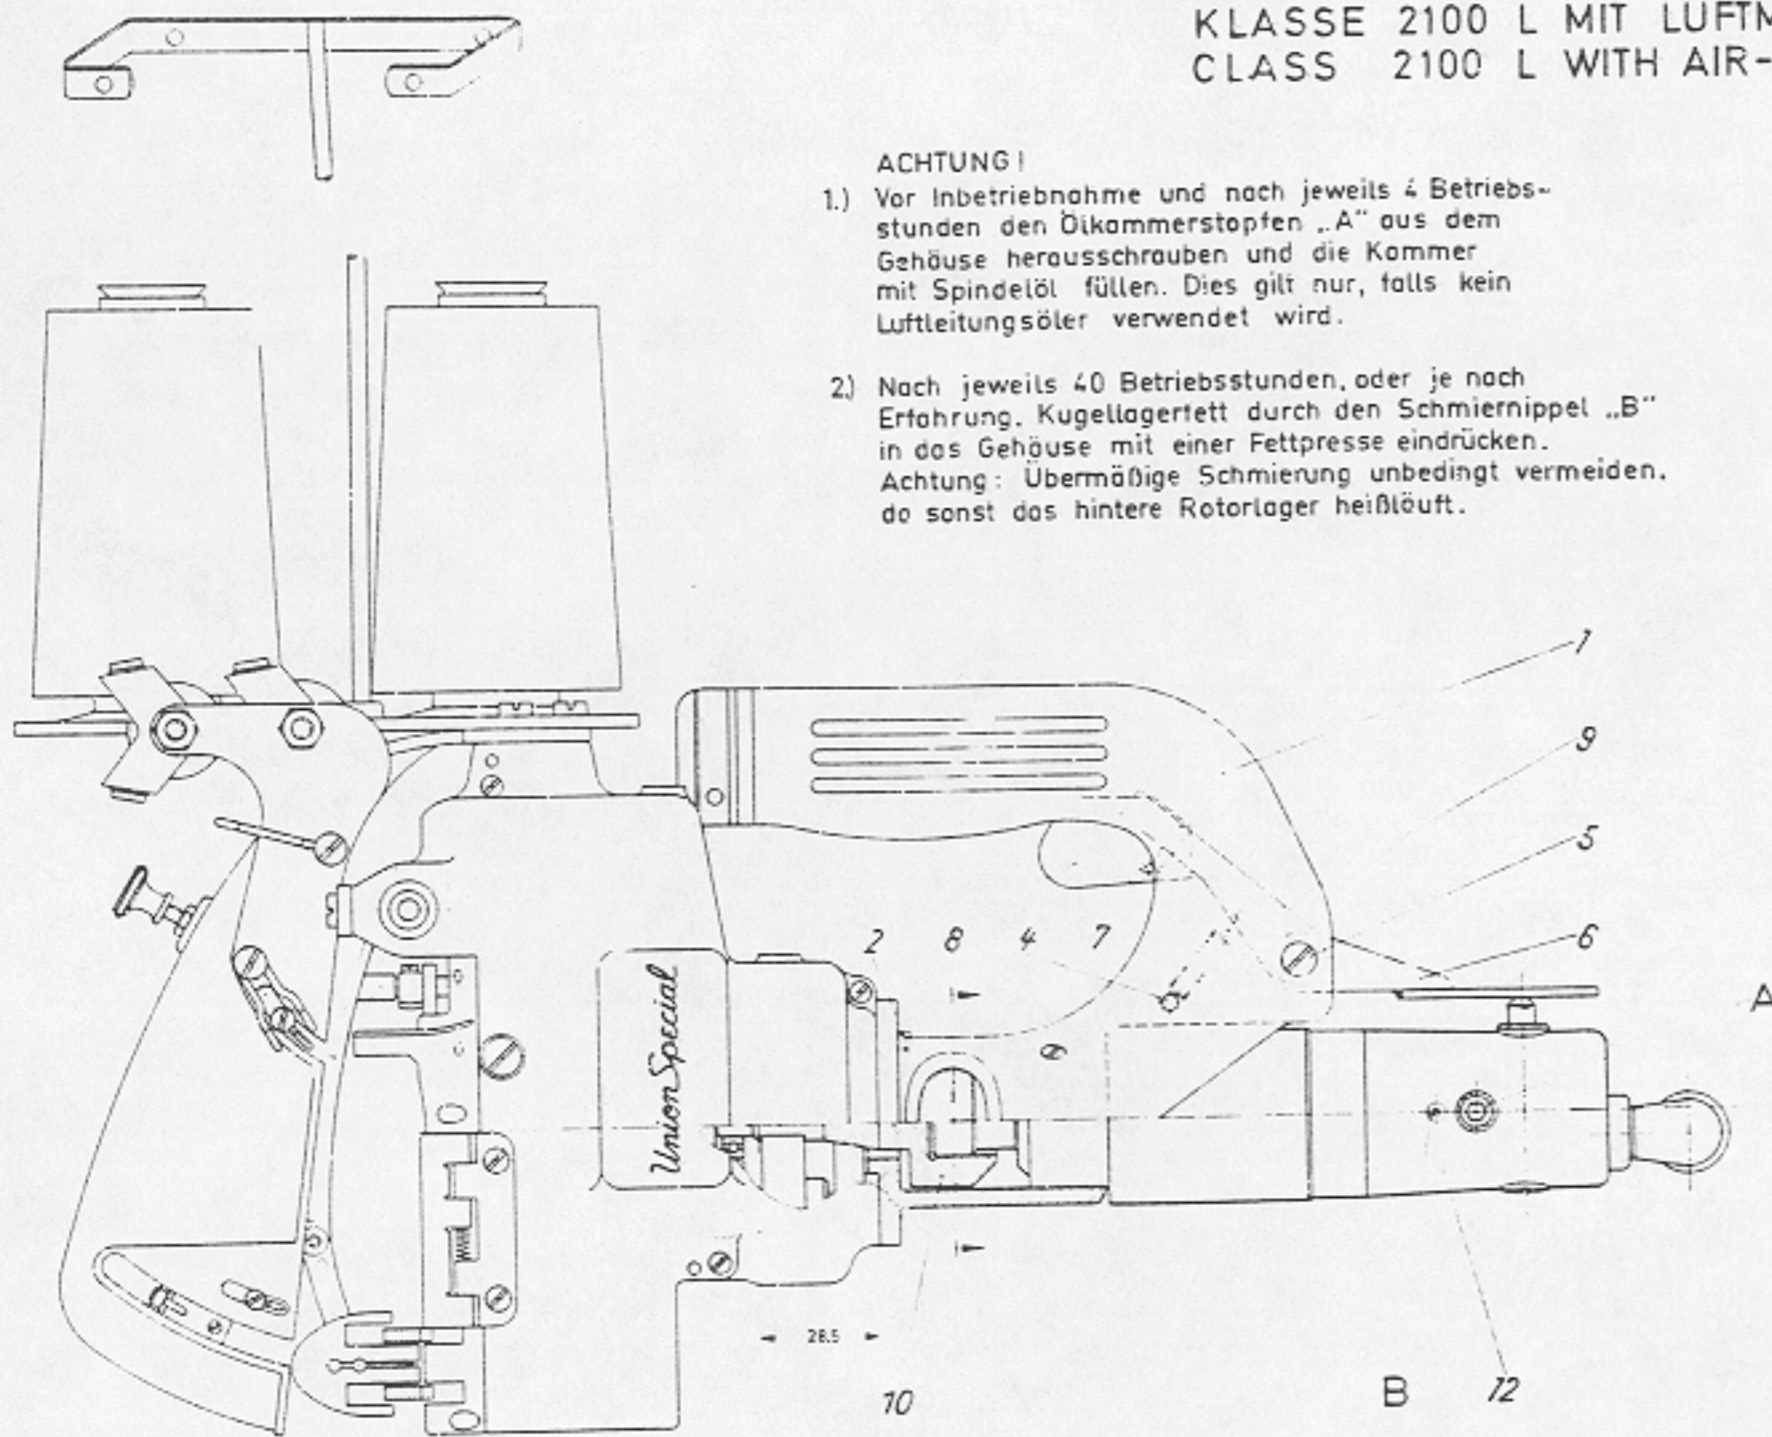 KLASSE 2100 L MIT
CLASS 2100 L WITH AIR-
ACHTUNG!
1.) Vor Inbetriebnahme und nach jeweils 4 Betriebs-
stunden den Ölkammerstopfen „A" aus dem
Gehäuse herausschrauben und die Kammer
mit Spindelöl füllen. Dies gilt nur, falls kein
Luftleitungsöler verwendet wird.
2.) Nach jeweils 40 Betriebsstunden, oder je nach
Erfahrung, Kugellagerfett durch den Schmiernippel „B"
in das Gehäuse mit einer Fettpresse eindrücken.
Achtung: Übermäßige Schmierung unbedingt vermeiden,
da sonst das hintere Rotorlager heißläuft.
1
9
5
2 8 4 7 6
A
Union Special
28.5
10 B 12